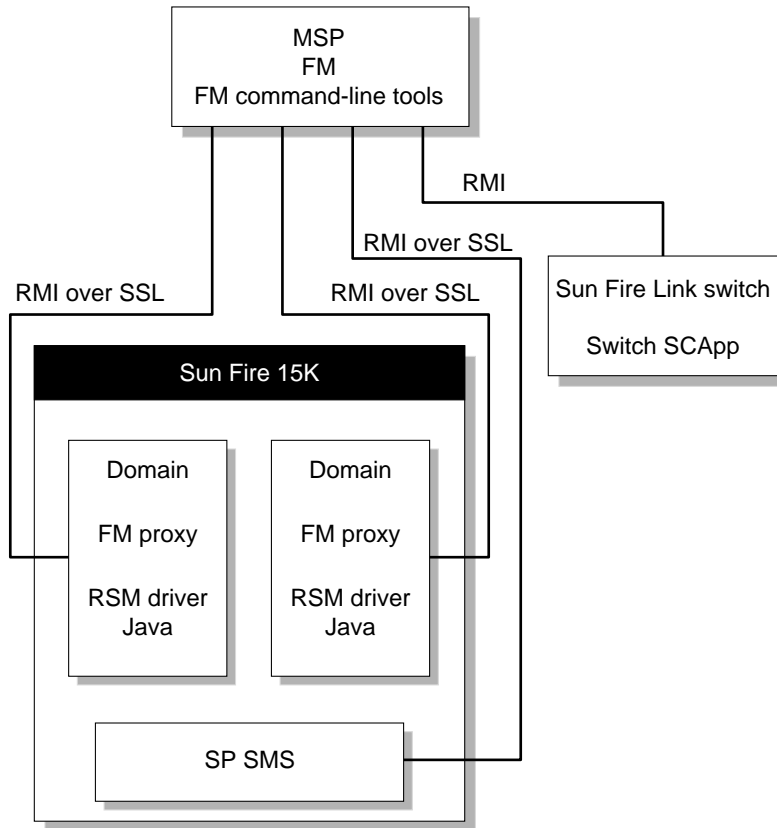 MSP
FM
FM command-line tools
RMI
RMI over SSL
RMI over SSL
RMI over SSL
Sun Fire Link switch
Switch SCApp
Sun Fire 15K
Domain
FM proxy
RSM driver
Java
Domain
FM proxy
RSM driver
Java
SP SMS